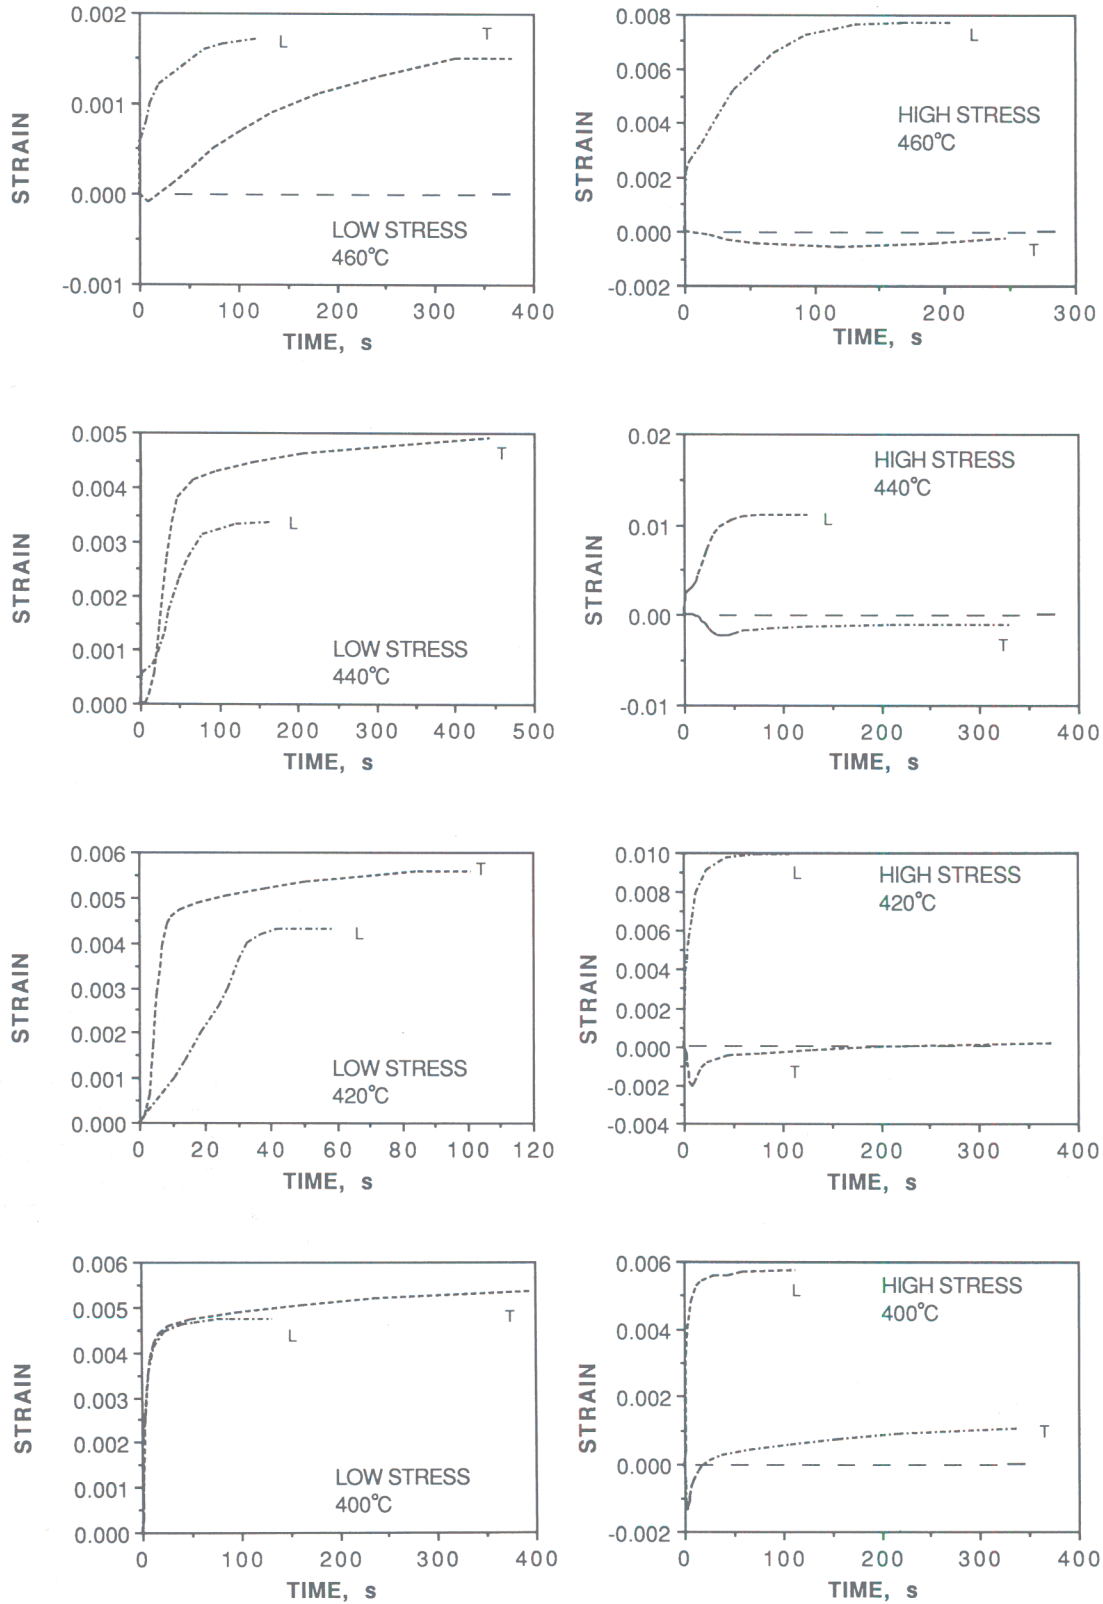 0.002
0.001
0.000
-0.001
STRAIN
L
T
LOW STRESS
460°C
0 100 200 300 400
TIME, s
0.008
0.006
0.004
0.002
0.000
-0.002
STRAIN
L
HIGH STRESS
460°C
T
0 100 200 300
TIME, s
0.005
0.004
0.003
0.002
0.001
0.000
STRAIN
T
L
LOW STRESS
440°C
0 100 200 300 400 500
TIME, s
0.02
0.01
0.00
-0.01
STRAIN
HIGH STRESS
440°C
L
T
0 100 200 300 400
TIME, s
0.006
0.005
0.004
0.003
0.002
0.001
0.000
STRAIN
T
L
LOW STRESS
420°C
0 20 40 60 80 100 120
TIME, s
0.010
0.008
0.006
0.004
0.002
0.000
-0.002
-0.004
STRAIN
L
HIGH STRESS
420°C
T
0 100 200 300 400
TIME, s
0.006
0.005
0.004
0.003
0.002
0.001
0.000
STRAIN
T
L
LOW STRESS
400°C
0 100 200 300 400
TIME, s
0.006
0.004
0.002
0.000
-0.002
STRAIN
L
HIGH STRESS
400°C
T
0 100 200 300 400
TIME, s